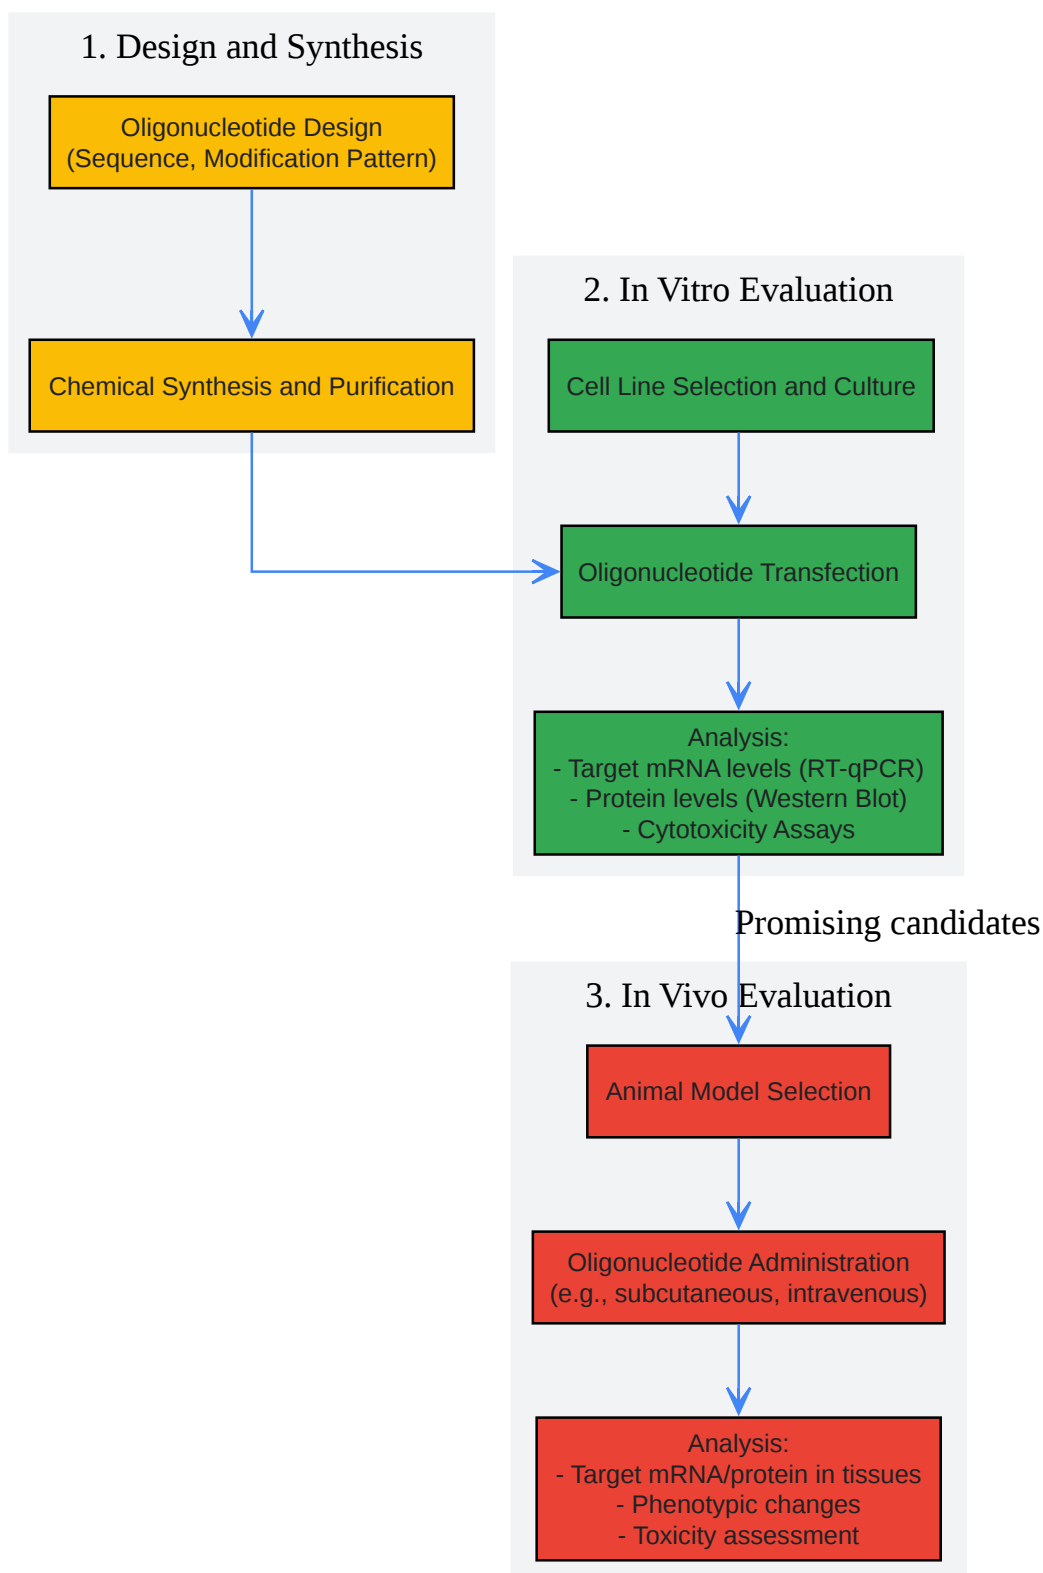 1. Design and Synthesis
Oligonucleotide Design
(Sequence, Modification Pattern)
Chemical Synthesis and Purification
2. In Vitro Evaluation
Cell Line Selection and Culture
Oligonucleotide Transfection
Analysis:
- Target mRNA levels (RT-qPCR)
- Protein levels (Western Blot)
- Cytotoxicity Assays
Promising candidates
3. In Vivo Evaluation
Animal Model Selection
Oligonucleotide Administration
(e.g., subcutaneous, intravenous)
Analysis:
- Target mRNA/protein in tissues
- Phenotypic changes
- Toxicity assessment